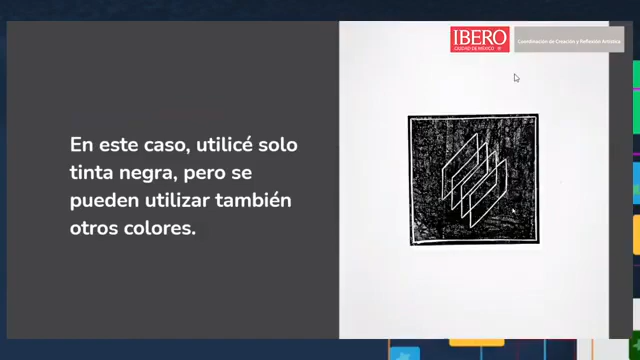 IBERO
CIUDAD DE MÉXICO
Coordinación de Creación y Reflexión Artística
En este caso, utilicé solo
tinta negra, pero se
pueden utilizar también
otros colores.